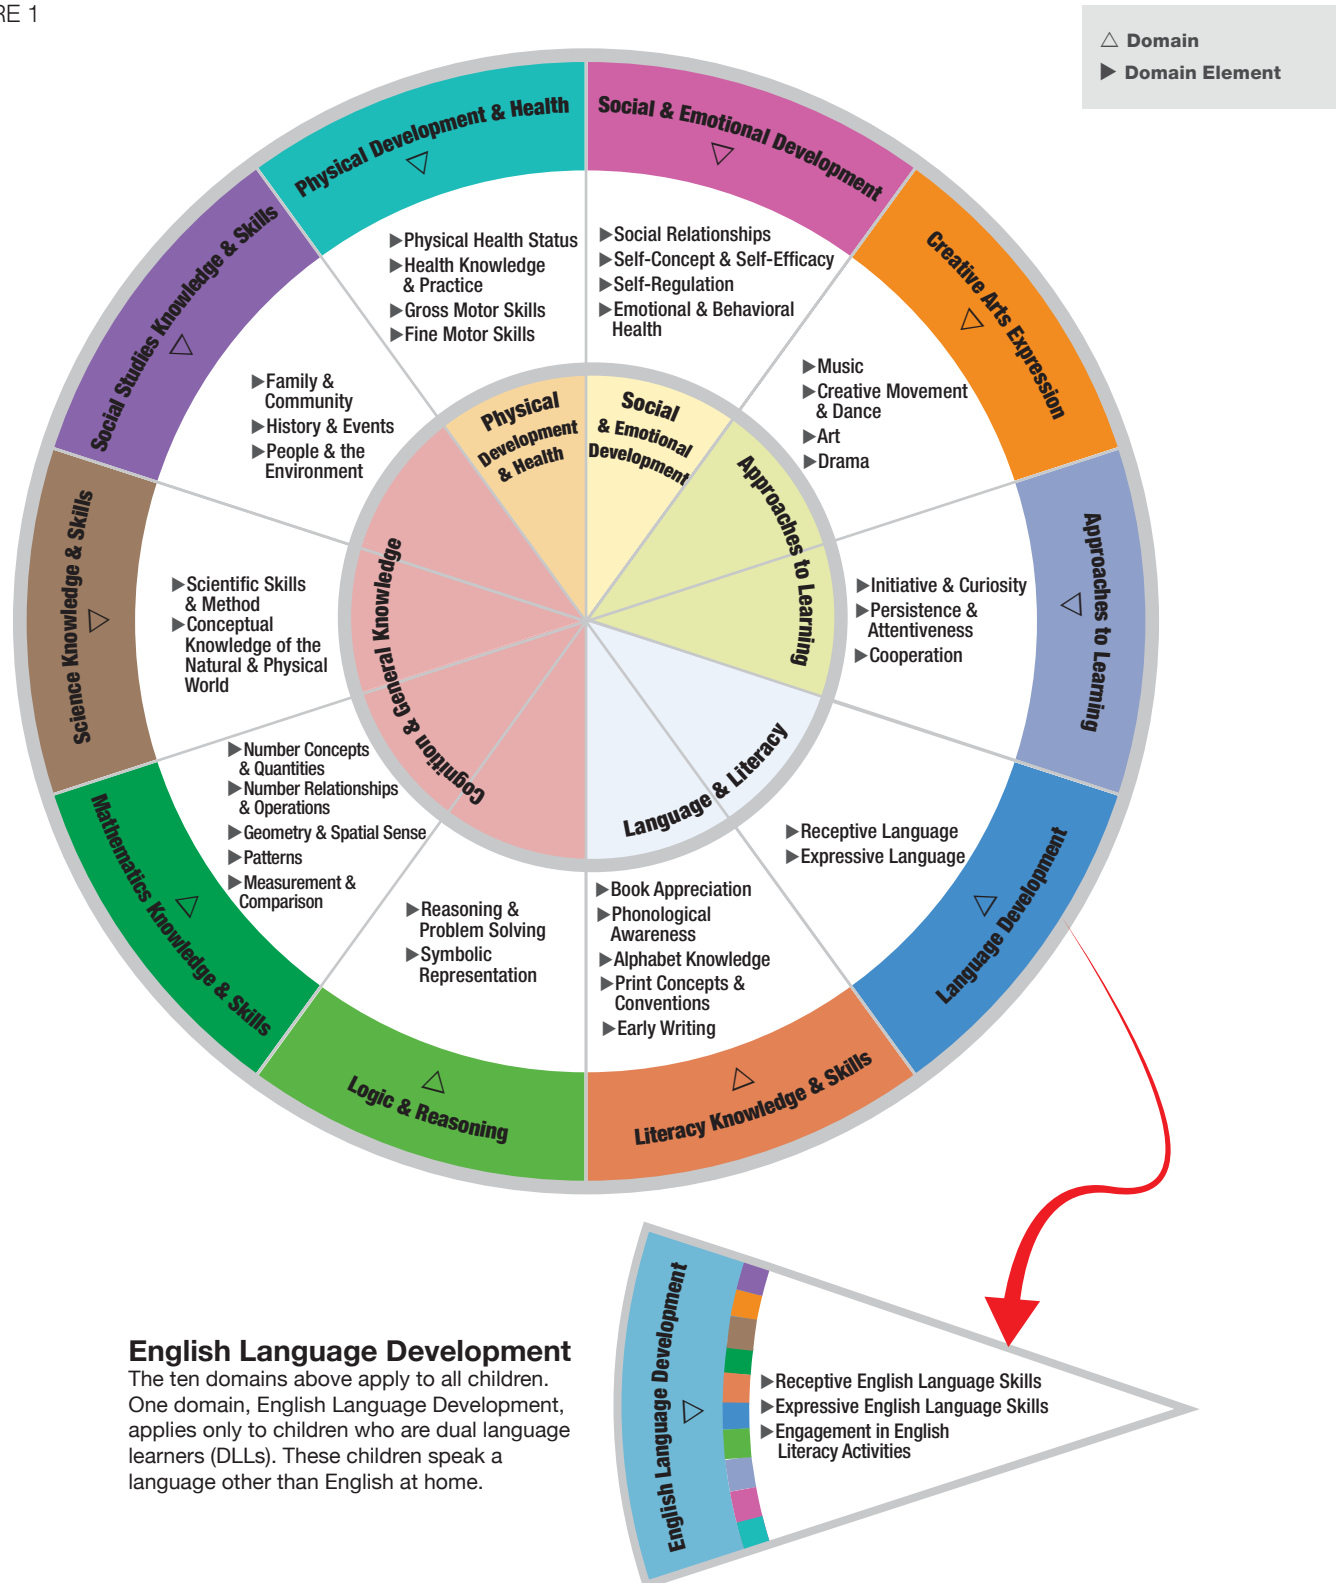 RE 1
△ Domain
▶ Domain Element
Physical Development & Health
▶Physical Health Status
▶Health Knowledge
& Practice
▶Gross Motor Skills
▶Fine Motor Skills
Social & Emotional Development
▶Social Relationships
▶Self-Concept & Self-Efficacy
▶Self-Regulation
▶Emotional & Behavioral
Health
Creative Arts Expression
▶Music
▶Creative Movement
& Dance
▶Art
▶Drama
Approaches to Learning
▶Initiative & Curiosity
▶Persistence &
Attentiveness
▶Cooperation
Language Development
▶Receptive Language
▶Expressive Language
Literacy Knowledge & Skills
▶Book Appreciation
▶Phonological
Awareness
▶Alphabet Knowledge
▶Print Concepts &
Conventions
▶Early Writing
Logic & Reasoning
▶Reasoning &
Problem Solving
▶Symbolic
Representation
Mathematics Knowledge & Skills
▶Number Concepts
& Quantities
▶Number Relationships
& Operations
▶Geometry & Spatial Sense
▶Patterns
▶Measurement &
Comparison
Science Knowledge & Skills
▶Scientific Skills
& Method
▶Conceptual
Knowledge of the
Natural & Physical
World
Social Studies Knowledge & Skills
▶Family &
Community
▶History & Events
▶People & the
Environment
Physical
Development
& Health
Social
& Emotional
Development
Approaches to Learning
Language & Literacy
Cognition & General Knowledge
English Language Development
The ten domains above apply to all children.
One domain, English Language Development,
applies only to children who are dual language
learners (DLLs). These children speak a
language other than English at home.
English Language Development
▶Receptive English Language Skills
▶Expressive English Language Skills
▶Engagement in English
Literacy Activities